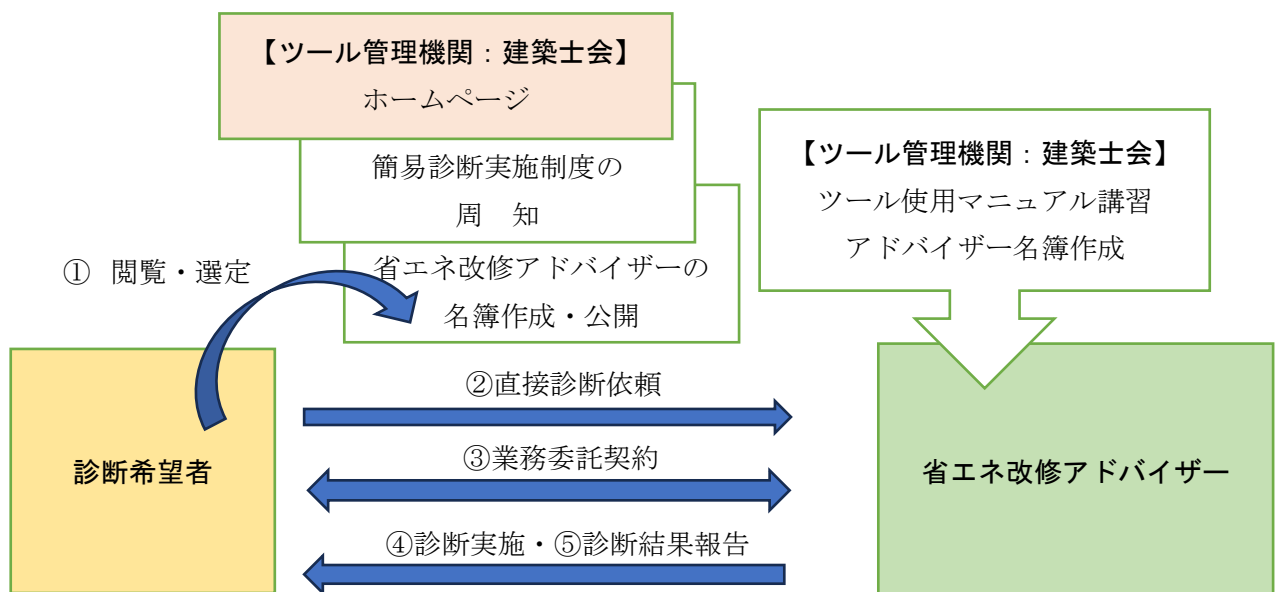 【ツール管理機関：建築士会】
ホームページ
簡易診断実施制度の
周　知
省エネ改修アドバイザーの
名簿作成・公開
【ツール管理機関：建築士会】
ツール使用マニュアル講習
アドバイザー名簿作成
①　閲覧・選定
②直接診断依頼
③業務委託契約
④診断実施・⑤診断結果報告
診断希望者
省エネ改修アドバイザー